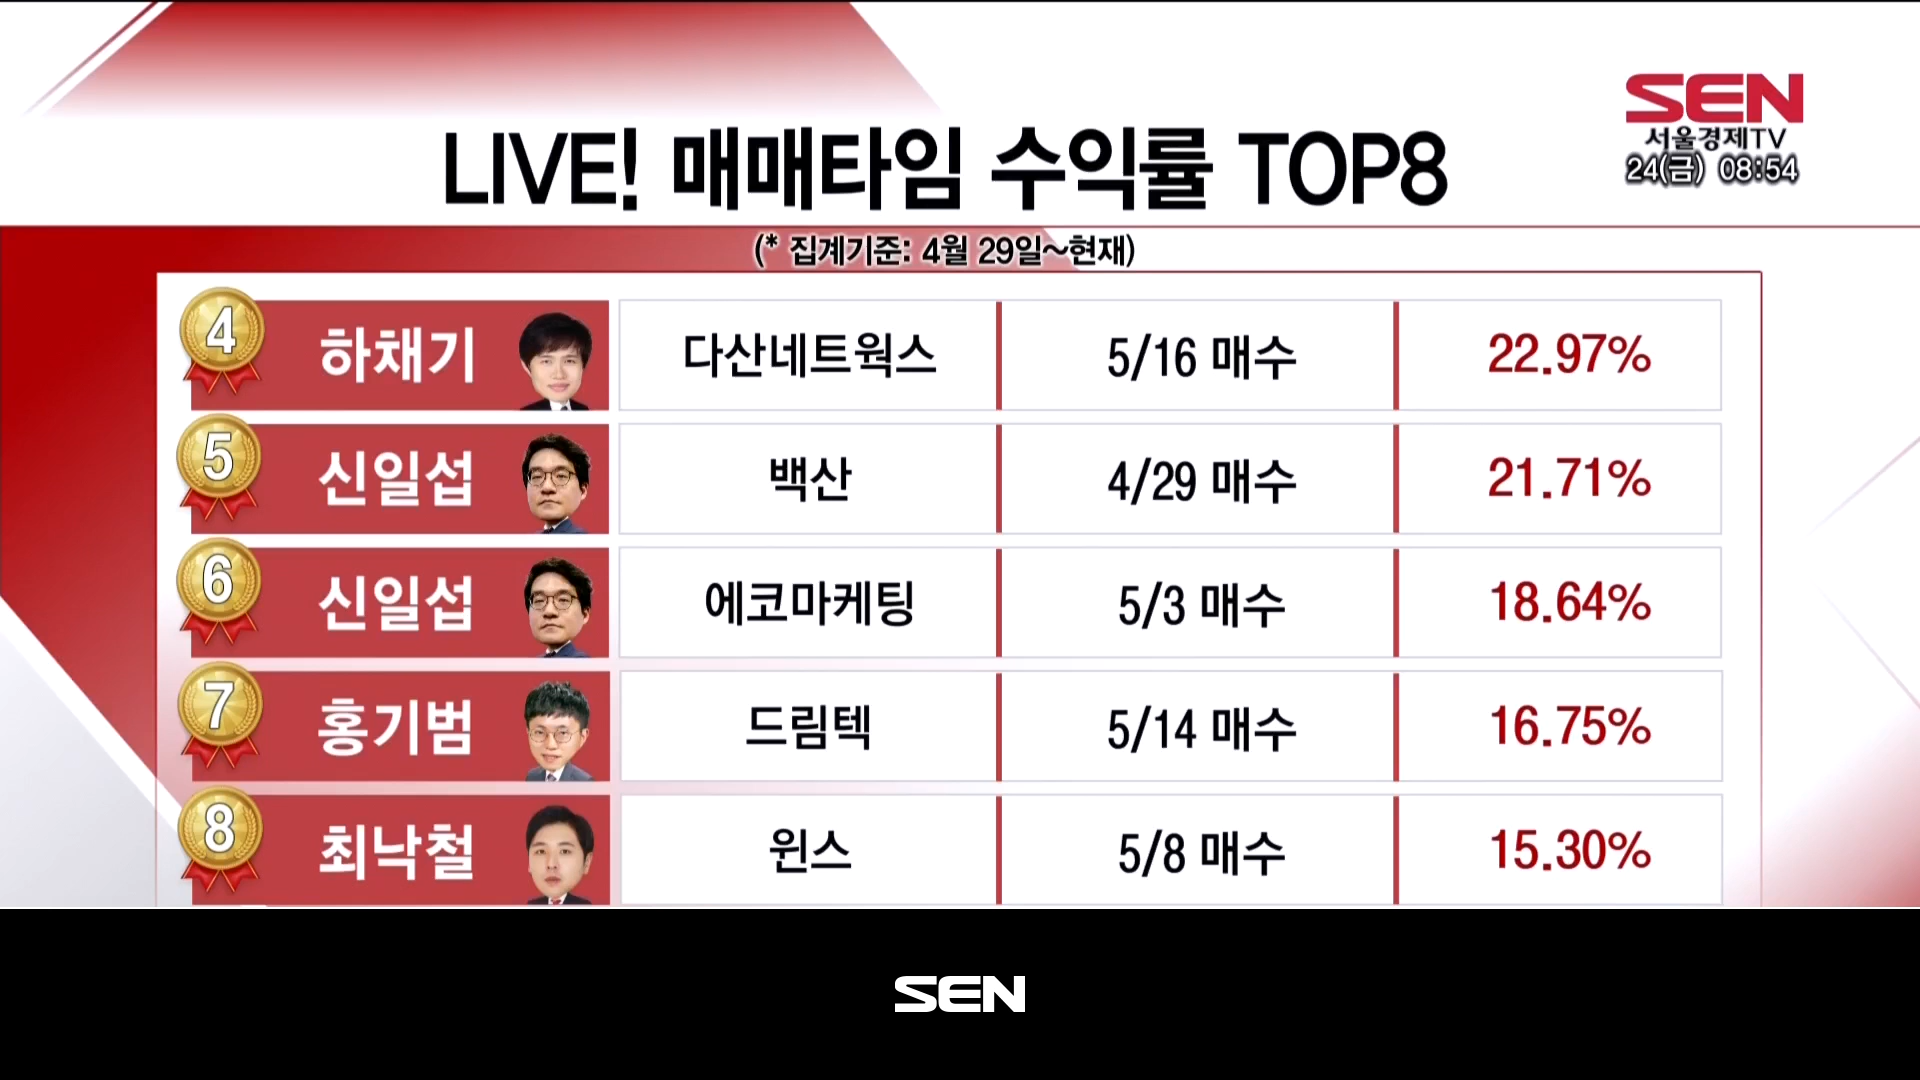 SEN
서울경제TV
24(금) 08:54
LIVE! 매매타임 수익률 TOP8
(* 집계기준: 4월 29일~현재)
4 하채기 다산네트웍스 5/16 매수 22.97%
5 신일섭 백산 4/29 매수 21.71%
6 신일섭 에코마케팅 5/3 매수 18.64%
7 홍기범 드림텍 5/14 매수 16.75%
8 최낙철 윈스 5/8 매수 15.30%
SEN